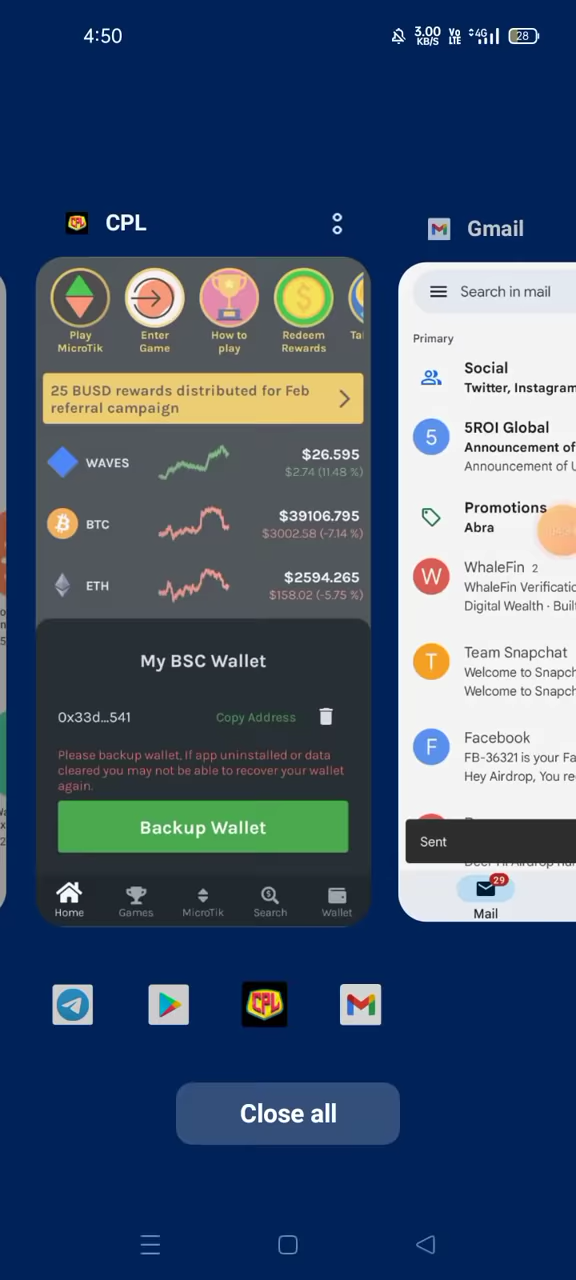 4:50
3.00
KB/S
Vo
LTE
4G
28
CPL
Gmail
Play
MicroTik
Enter
Game
How to
play
Redeem
Rewards
25 BUSD rewards distributed for Feb
referral campaign
WAVES
$26.595
$2.74 (11.48 %)
BTC
$39106.795
$3002.58 (-7.14 %)
ETH
$2594.265
$158.02 (-5.75 %)
My BSC Wallet
0x33d...541
Copy Address
Please backup wallet, If app uninstalled or data
cleared you may not be able to recover your wallet
again.
Backup Wallet
Home
Games
MicroTik
Search
Wallet
Search in mail
Primary
Social
Twitter, Instagram
5
5ROI Global
Announcement of
Announcement of U
Promotions
Abra
W
WhaleFin 2
WhaleFin Verificatio
Digital Wealth · Buil
T
Team Snapchat
Welcome to Snapch
Welcome to Snapch
F
Facebook
FB-36321 is your Fa
Hey Airdrop, You re
Sent
29
Mail
CPL
Close all